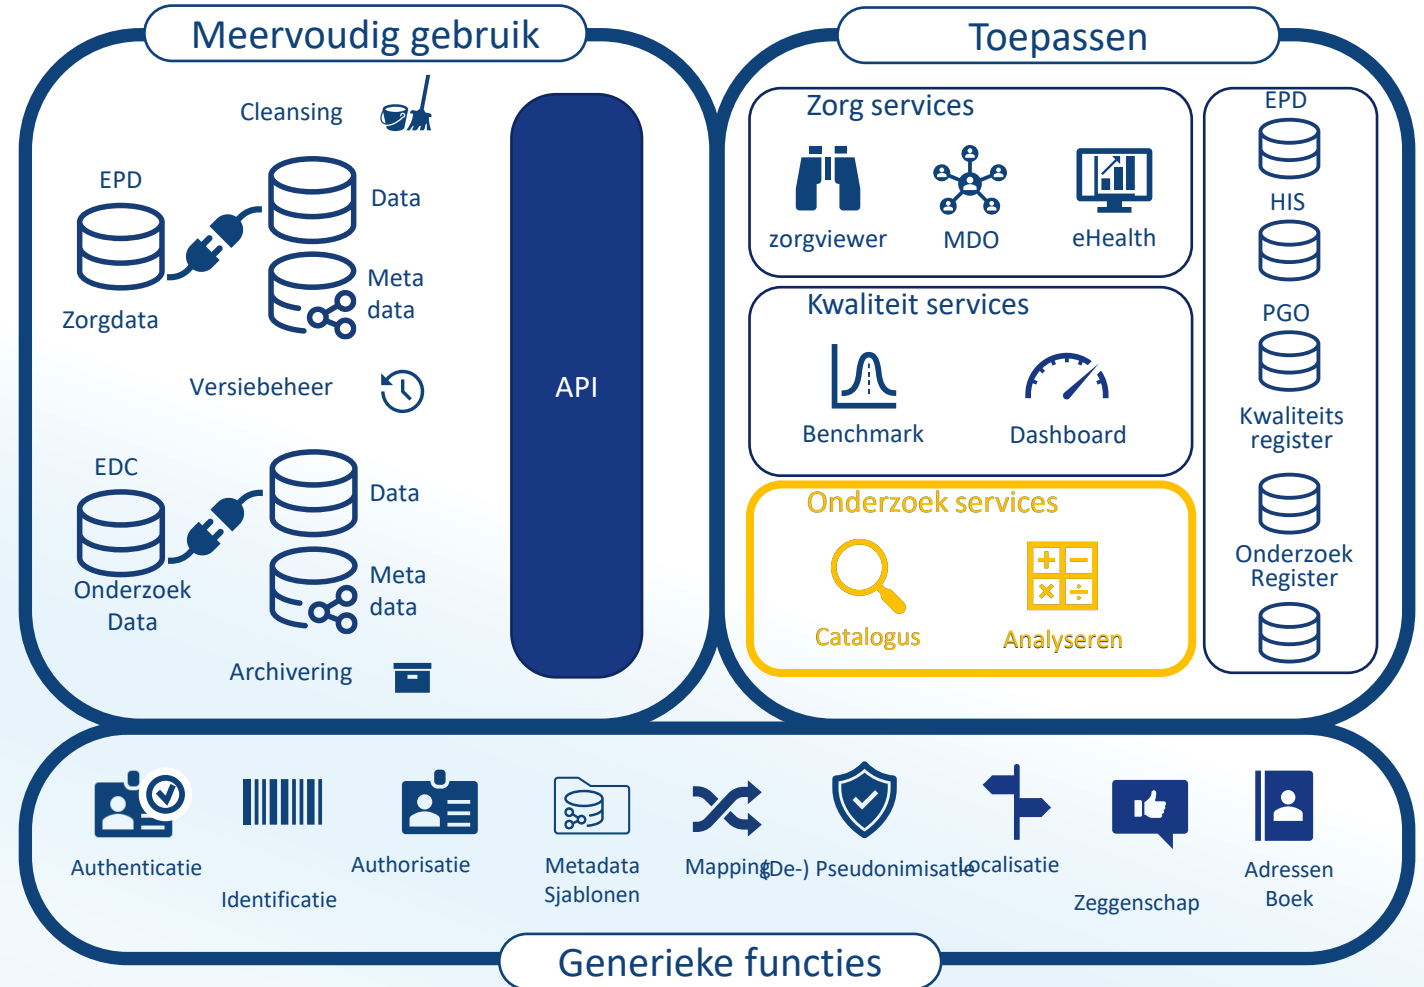 Meervoudig gebruik
Cleansing
EPD
Data
Meta
data
Zorgdata
Versiebeheer
EDC
Data
Onderzoek
Data
Meta
data
Archivering
API
Toepassen
Zorg services
zorgviewer
MDO
eHealth
Kwaliteit services
Benchmark
Dashboard
Onderzoek services
Catalogus
Analyseren
EPD
HIS
PGO
Kwaliteits
register
Onderzoek
Register
Authenticatie
Identificatie
Authorisatie
Metadata
Sjablonen
Mapping
(De-) Pseudonimisatie
Localisatie
Zeggenschap
Adressen
Boek
Generieke functies